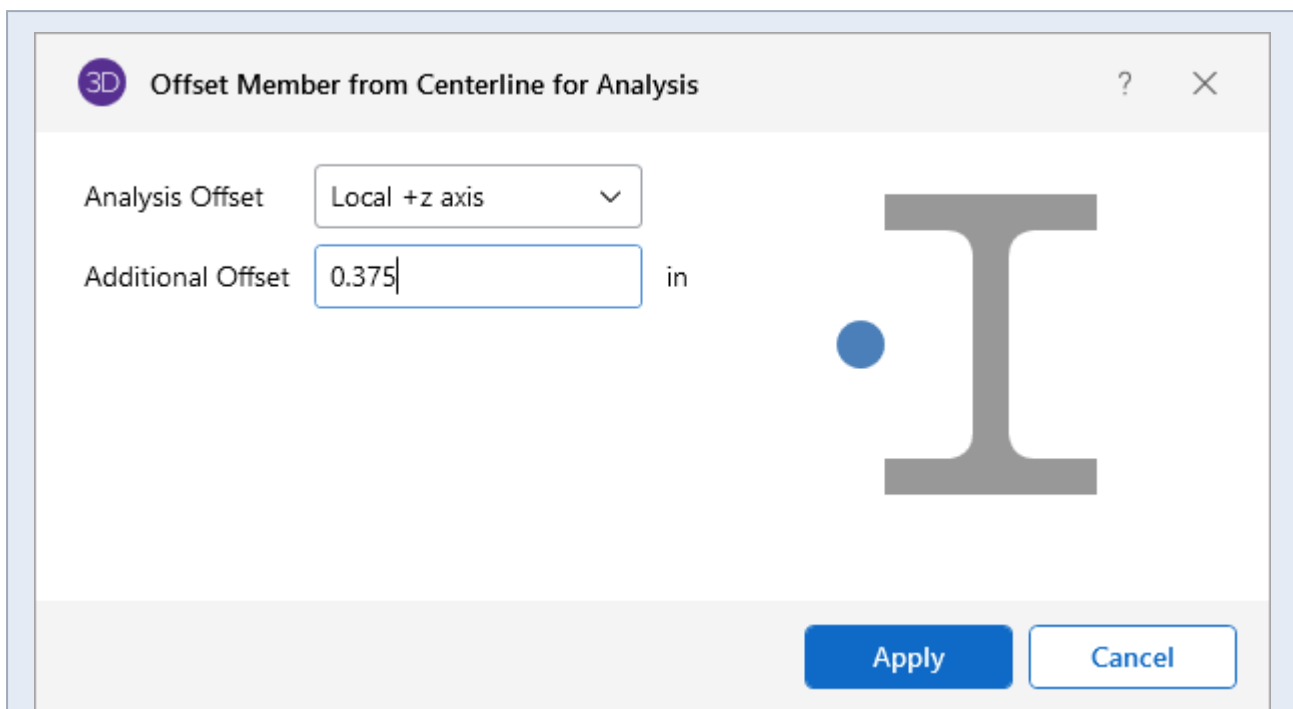 3D Offset Member from Centerline for Analysis ?
Analysis Offset Local +z axis
Additional Offset 0.375 in
Apply Cancel